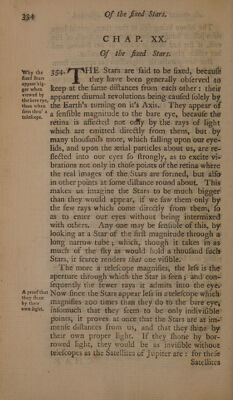 334
Of the fixed Stars.
CHAP. XX.
Of the fixed Stars.
Why the
fixed Stars
appear big-
ger when
viewed by
the bare eye,
than when
seen thro' a
telescope.
354. THE Stars are said to be fixed, because
they have been generally observed to
keep at the same distances from each other: their
apparent diurnal revolutions being caused solely by
the Earth's turning on it's Axis. They appear of
a sensible magnitude to the bare eye, because the
retina is affected not only by the rays of light
which are emitted directly from them, but by
many thousands more, which falling upon our eye-
lids, and upon the aerial particles about us, are re-
flected into our eyes so strongly, as to excite vi-
brations not only in those points of the retina where
the real images of the Stars are formed, but also
in other points at some distance round about. This
makes us imagine the Stars to be much bigger
than they would appear, if we saw them only by
the few rays which come directly from them, so
as to enter our eyes without being intermixed
with others. Any one may be sensible of this, by
looking at a Star of the first magnitude through a
long narrow tube; which, though it takes in as
much of the sky as would hold a thousand such
Stars, it scarce renders that one visible.
The more a telescope magnifies, the less is the
aperture through which the Star is seen; and con-
sequently the fewer rays it admits into the eye.
A proof that
they shine
by their
own light.
Now since the Stars appear less in a telescope which
magnifies 200 times than they do to the bare eye,
insomuch that they seem to be only indivisible
points, it proves at once that the Stars are at im-
mense distances from us, and that they shine by
their own proper light. If they shone by bor-
rowed light, they would be as invisible without
telescopes as the Satellites of Jupiter are: for these
Satellites